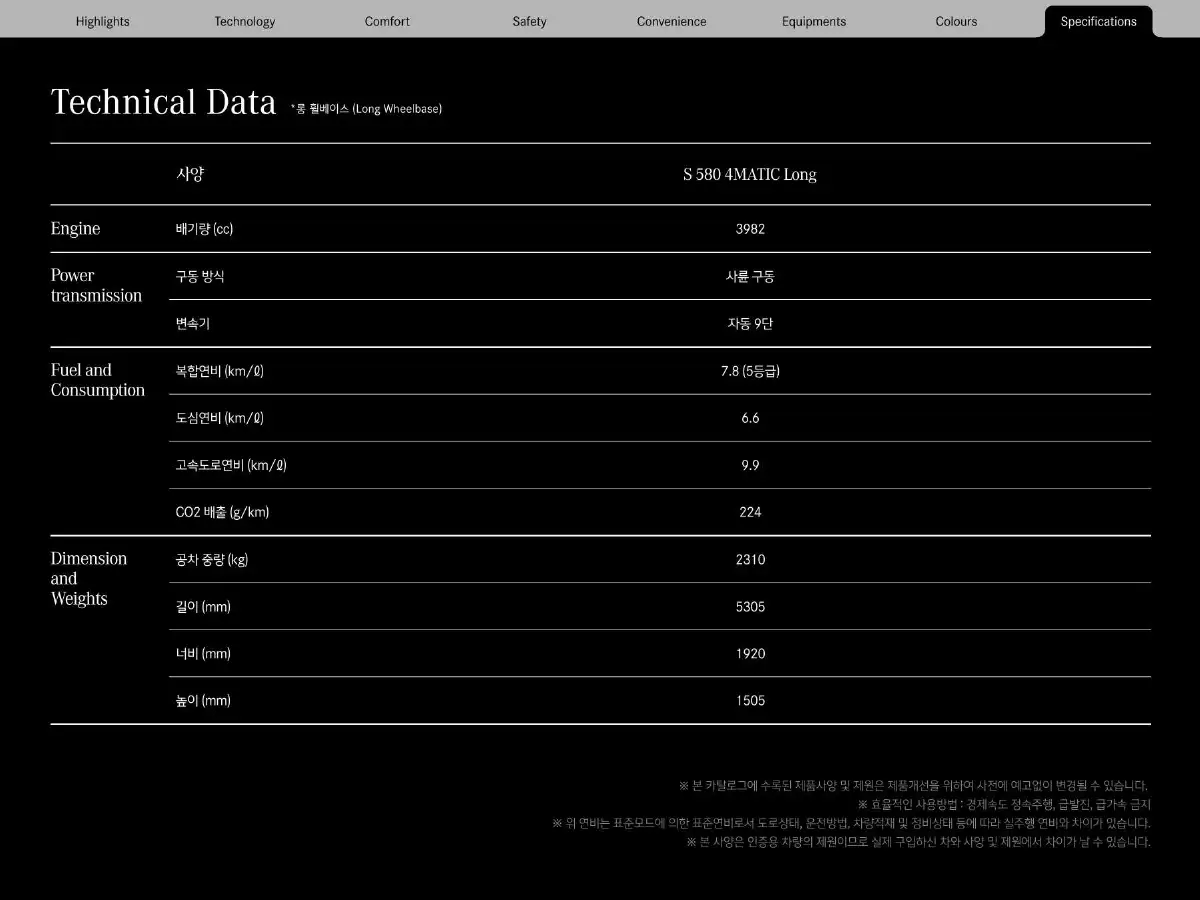 Highlights Technology Comfort Safety Convenience Equipments Colours Specifications
Technical Data *롱 휠베이스 (Long Wheelbase)
사양 S 580 4MATIC Long
Engine 배기량 (cc) 3982
Power transmission 구동 방식 사륜 구동
변속기 자동 9단
Fuel and Consumption 복합연비 (km/ℓ) 7.8 (5등급)
도심연비 (km/ℓ) 6.6
고속도로연비 (km/ℓ) 9.9
CO2 배출 (g/km) 224
Dimension and Weights 공차 중량 (kg) 2310
길이 (mm) 5305
너비 (mm) 1920
높이 (mm) 1505
※ 본 카탈로그에 수록된 제품사양 및 제원은 제품개선을 위하여 사전에 예고없이 변경될 수 있습니다.
※ 효율적인 사용방법 : 경제속도 정속주행, 급발진, 급가속 금지
※ 위 연비는 표준모드에 의한 표준연비로서 도로상태, 운전방법, 차량적재 및 정비상태 등에 따라 실주행 연비와 차이가 있습니다.
※ 본 사양은 인증용 차량의 제원이므로 실제 구입하신 차와 사양 및 제원에서 차이가 날 수 있습니다.